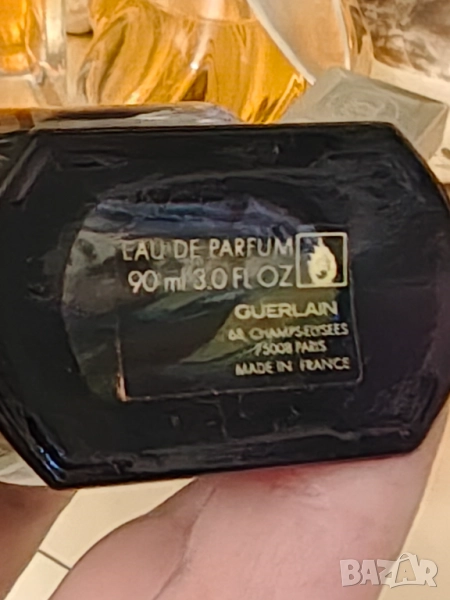 EAU DE PARFUM
90 ml 3.0 FL OZ
GUERLAIN
68, CHAMPS-ELYSEES
75008 PARIS
MADE IN FRANCE
BAZAR